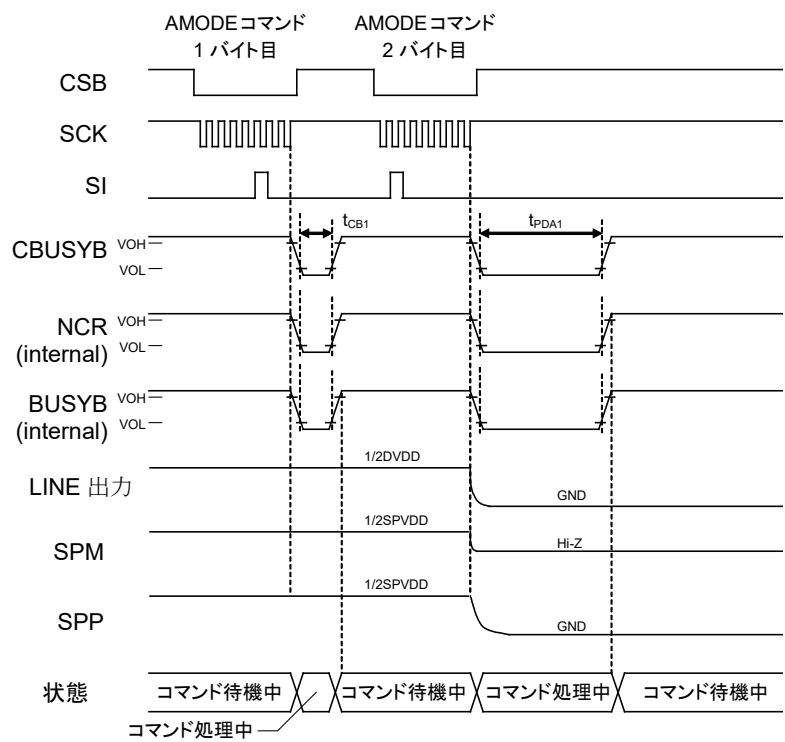 AMODEコマンド
1 バイト目
AMODEコマンド
2 バイト目
CSB
SCK
SI
CBUSYB
VOH
VOL
tCB1
tPDA1
NCR
(internal)
VOH
VOL
BUSYB
(internal)
VOH
VOL
LINE 出力
1/2DVDD
GND
SPM
1/2SPVDD
Hi-Z
SPP
1/2SPVDD
GND
状態
コマンド待機中
コマンド待機中
コマンド処理中
コマンド待機中
コマンド処理中